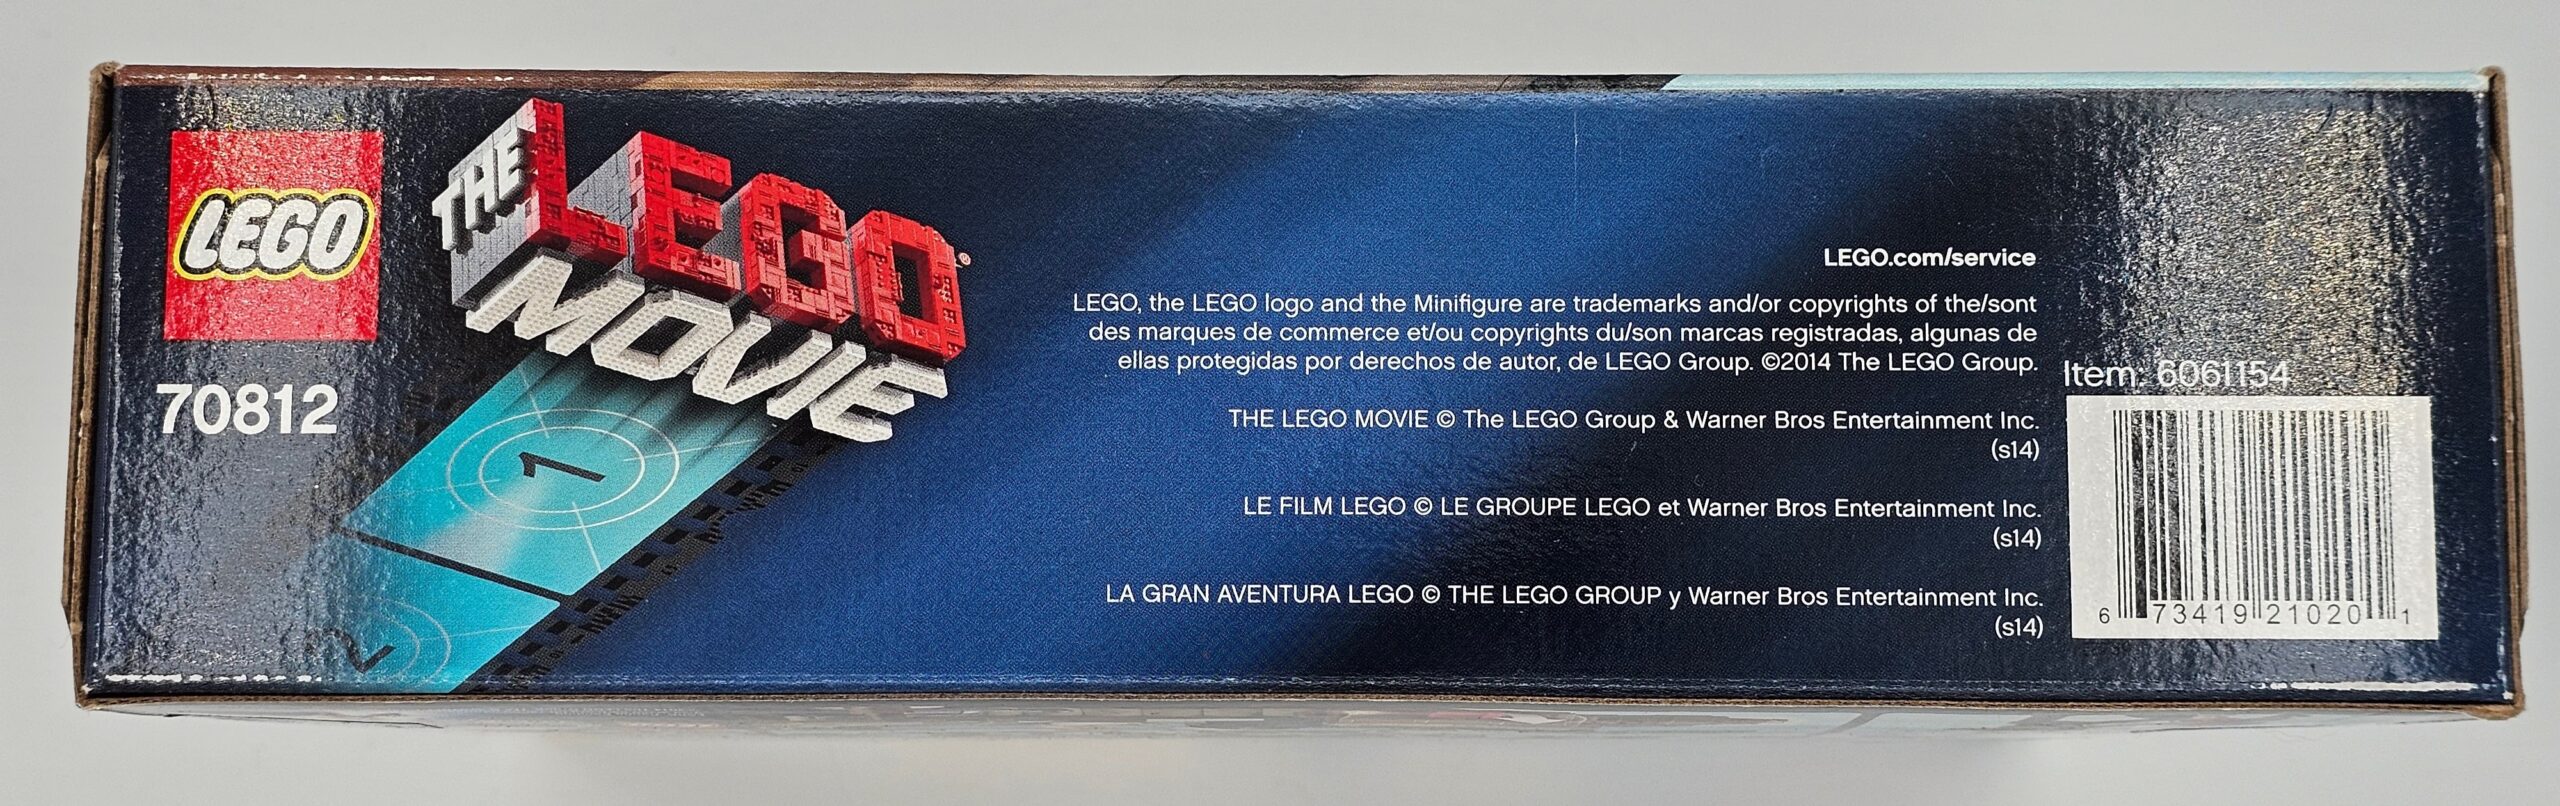 LEGO
70812
THE
LEGO®
MOVIE
1
2
LEGO.com/service
LEGO, the LEGO logo and the Minifigure are trademarks and/or copyrights of the/sont
des marques de commerce et/ou copyrights du/son marcas registradas, algunas de
ellas protegidas por derechos de autor, de LEGO Group. ©2014 The LEGO Group.
THE LEGO MOVIE © The LEGO Group & Warner Bros Entertainment Inc.
(s14)
LE FILM LEGO © LE GROUPE LEGO et Warner Bros Entertainment Inc.
(s14)
LA GRAN AVENTURA LEGO © THE LEGO GROUP y Warner Bros Entertainment Inc.
(s14)
Item: 6061154
6 73419 21020 1